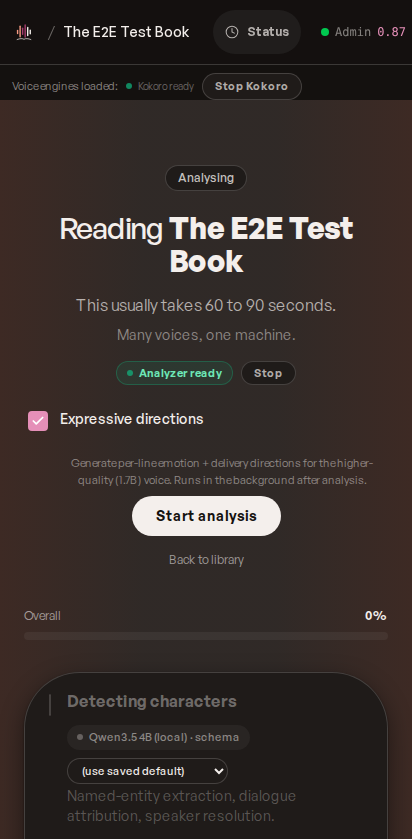 / The E2E Test Book Status Admin 0.87
Voice engines loaded: Kokoro ready Stop Kokoro
Analysing
Reading The E2E Test
Book
This usually takes 60 to 90 seconds.
Many voices, one machine.
Analyzer ready Stop
Expressive directions
Generate per-line emotion + delivery directions for the higher-
quality (1.7B) voice. Runs in the background after analysis.
Start analysis
Back to library
Overall 0%
Detecting characters
Qwen3.5 4B (local) · schema
(use saved default)
Named-entity extraction, dialogue
attribution, speaker resolution.